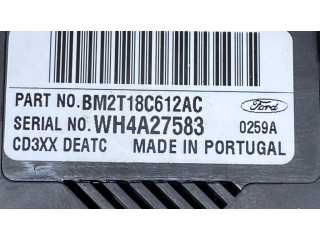 PART NO.BM2T18C612AC
Ford
SERIAL NO.WH4A27583
0259A
CD3XX DEATC MADE IN PORTUGAL